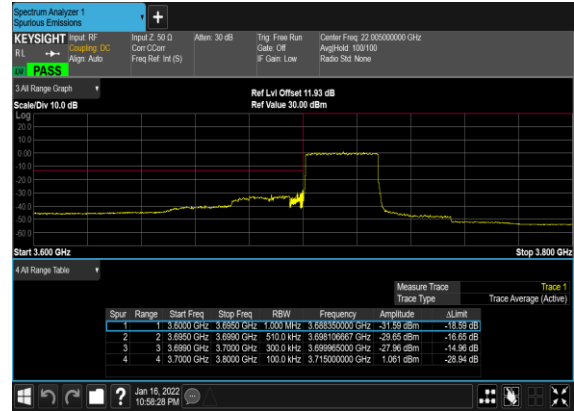 Spectrum Analyzer 1
Spurious Emissions
KEYSIGHT Input: RF Input Z: 50 Ω Atten: 30 dB Trig: Free Run Center Freq: 22.005000000 GHz
RL Coupling: DC Corr CCorr Gate: Off Avg|Hold: 100/100
Align: Auto Freq Ref: Int (S) IF Gain: Low Radio Std: None
LM PASS
3 All Range Graph
Ref Lvl Offset 11.93 dB
Scale/Div 10.0 dB Ref Value 30.00 dBm
Log
20.0
10.0
0.00
-10.0
-20.0
-30.0
-40.0
-50.0
-60.0
Start 3.600 GHz Stop 3.800 GHz
4 All Range Table
Measure Trace Trace 1
Trace Type Trace Average (Active)
Spur Range Start Freq Stop Freq RBW Frequency Amplitude ΔLimit
1 1 3.6000 GHz 3.6950 GHz 1.000 MHz 3.688350000 GHz -31.59 dBm -18.59 dB
2 2 3.6950 GHz 3.6990 GHz 510.0 kHz 3.698106667 GHz -29.65 dBm -16.65 dB
3 3 3.6990 GHz 3.7000 GHz 300.0 kHz 3.699965000 GHz -27.96 dBm -14.96 dB
4 4 3.7000 GHz 3.8000 GHz 100.0 kHz 3.715000000 GHz 1.061 dBm -28.94 dB
? Jan 16, 2022
10:58:28 PM